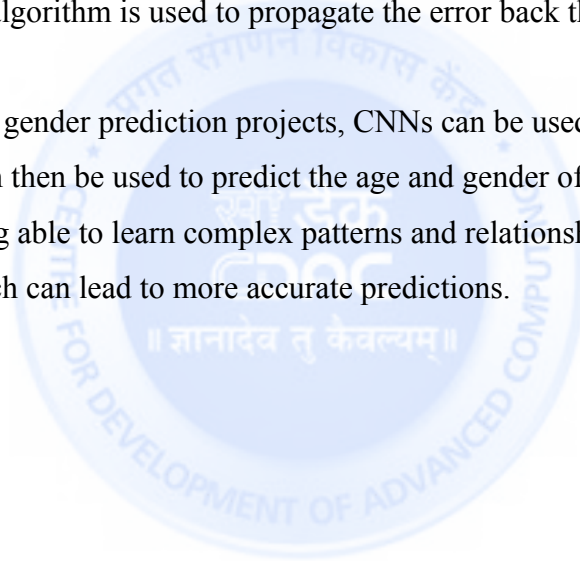 lgorithm is used to propagate the error back th
प्रगत संगणन विकास केंद्र
gender prediction projects, CNNs can be used
then be used to predict the age and gender of
सी डैक
g able to learn complex patterns and relationsh
CDAC
ch can lead to more accurate predictions.
॥ ज्ञानादेव तु कैवल्यम् ॥
CENTRE FOR DEVELOPMENT OF ADVANCED COMPUTING